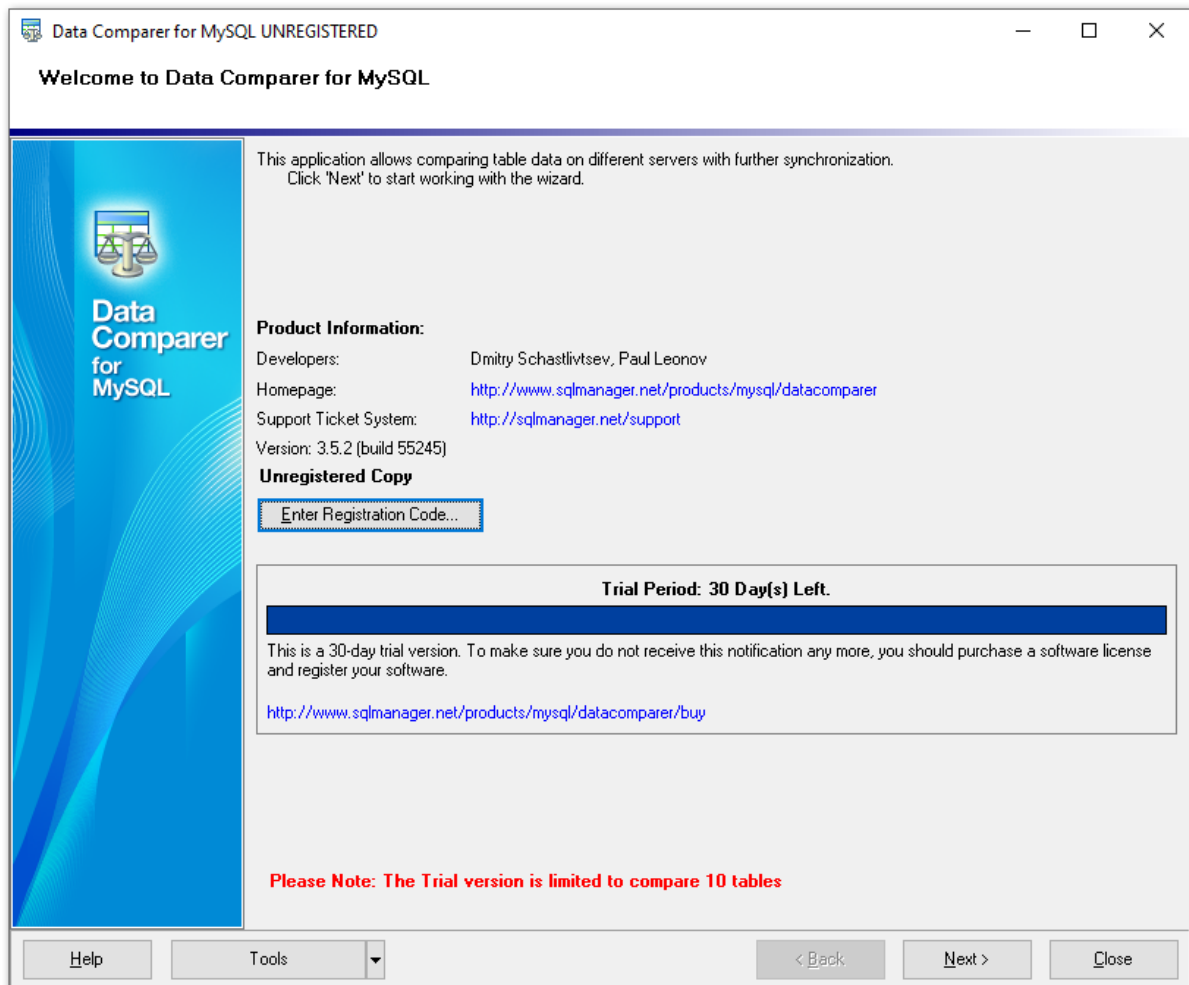 Data Comparer for MySQL UNREGISTERED
Welcome to Data Comparer for MySQL
This application allows comparing table data on different servers with further synchronization.
Click 'Next' to start working with the wizard.
Data
Comparer
for
MySQL
Product Information:
Developers: Dmitry Schastlivtsev, Paul Leonov
Homepage: http://www.sqlmanager.net/products/mysql/datacomparer
Support Ticket System: http://sqlmanager.net/support
Version: 3.5.2 (build 55245)
Unregistered Copy
Enter Registration Code...
Trial Period: 30 Day(s) Left.
This is a 30-day trial version. To make sure you do not receive this notification any more, you should purchase a software license
and register your software.
http://www.sqlmanager.net/products/mysql/datacomparer/buy
Please Note: The Trial version is limited to compare 10 tables
Help Tools < Back Next > Close